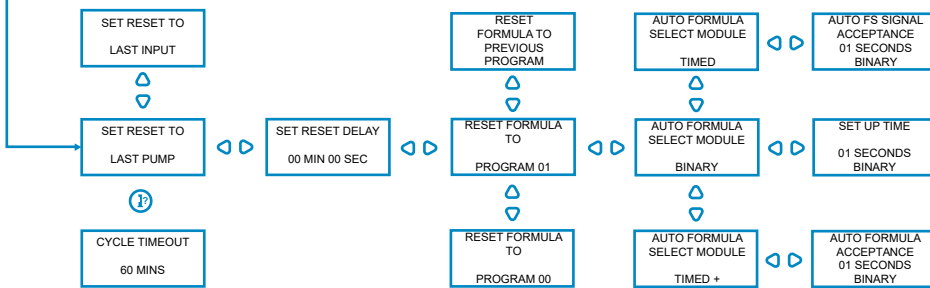 SET RESET TO
LAST INPUT
RESET
FORMULA TO
PREVIOUS
PROGRAM
AUTO FORMULA
SELECT MODULE
TIMED
AUTO FS SIGNAL
ACCEPTANCE
01 SECONDS
BINARY
SET RESET TO
LAST PUMP
SET RESET DELAY
00 MIN 00 SEC
RESET FORMULA
TO
PROGRAM 01
AUTO FORMULA
SELECT MODULE
BINARY
SET UP TIME
01 SECONDS
BINARY
CYCLE TIMEOUT
60 MINS
RESET FORMULA
TO
PROGRAM 00
AUTO FORMULA
SELECT MODULE
TIMED +
AUTO FORMULA
ACCEPTANCE
01 SECONDS
BINARY